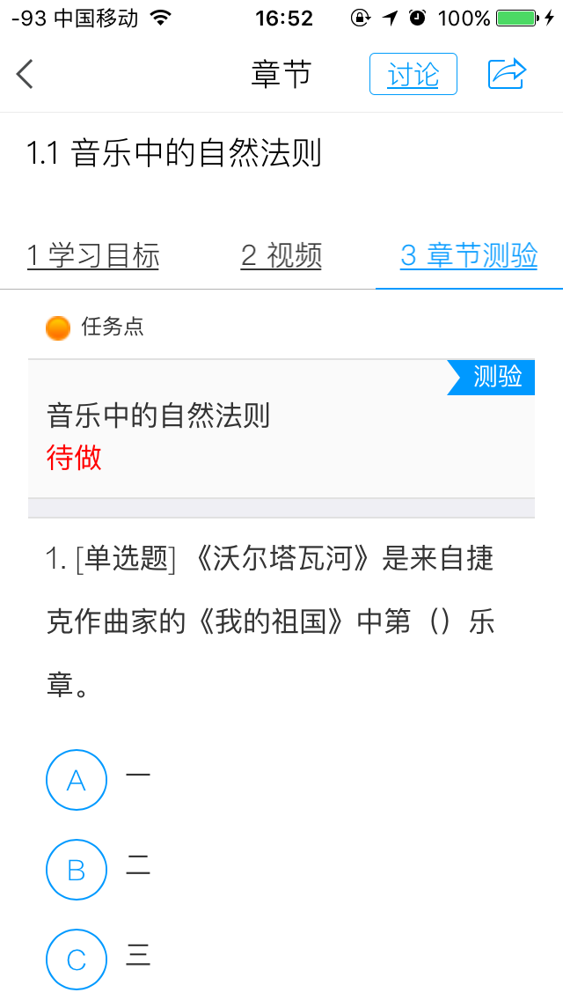 -93 中国移动 16:52 100%
章节 讨论
1.1 音乐中的自然法则
1 学习目标 2 视频 3 章节测验
任务点
测验
音乐中的自然法则
待做
1. [单选题] 《沃尔塔瓦河》是来自捷
克作曲家的《我的祖国》中第（）乐
章。
A 一
B 二
C 三